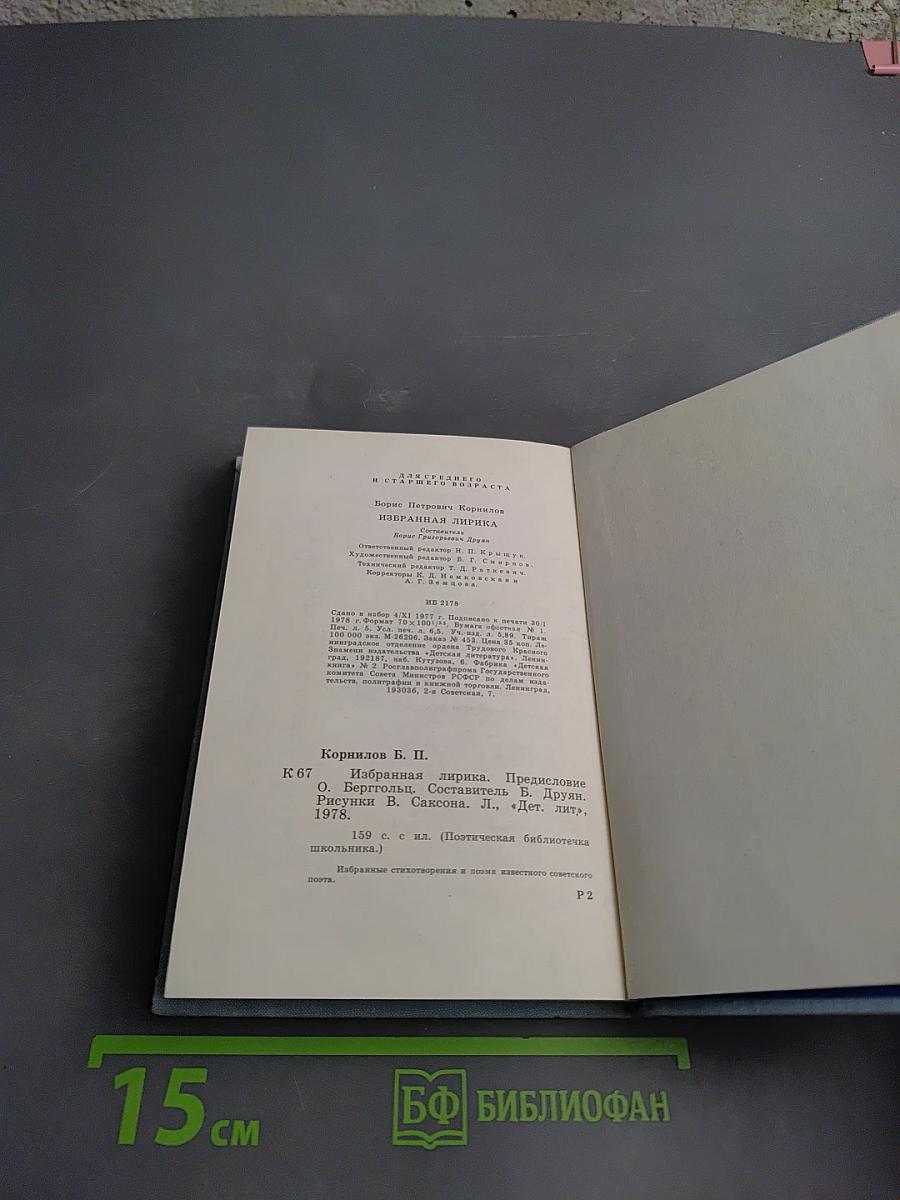 ДЛЯ СРЕДНЕГО
И СТАРШЕГО ВОЗРАСТА
Борис Петрович Корнилов
ИЗБРАННАЯ ЛИРИКА
Составитель
Борис Григорьевич Друян
Ответственный редактор Н. П. Крыщук.
Художественный редактор Б. Г. Смирнов.
Технический редактор Т. Д. Раткевич.
Корректоры К. Д. Немковская и
А. Г. Земцова.
ИБ 2178
Сдано в набор 4/XI 1977 г. Подписано к печати 30/I
1978 г. Формат 70×100¹/₃₂. Бумага офсетная № 1.
Печ. л. 5. Усл. печ. л. 6,5. Уч.-изд. л. 5,89. Тираж
100 000 экз. М-26206. Заказ № 453. Цена 35 коп. Ле-
нинградское отделение ордена Трудового Красного
Знамени издательства «Детская литература». Ленин-
град, 192187, наб. Кутузова, 6. Фабрика «Детская
книга» № 2 Росглавполиграфпрома Государственного
комитета Совета Министров РСФСР по делам изда-
тельств, полиграфии и книжной торговли. Ленинград,
193036, 2-я Советская, 7.
Корнилов Б. П.
К 67 Избранная лирика. Предисловие
О. Берггольц. Составитель Б. Друян.
Рисунки В. Саксона. Л., «Дет. лит.»,
1978.
159 с. с ил. (Поэтическая библиотечка
школьника.)
Избранные стихотворения и поэма известного советского
поэта.
Р 2
15 см
БФ БИБЛИОФАН